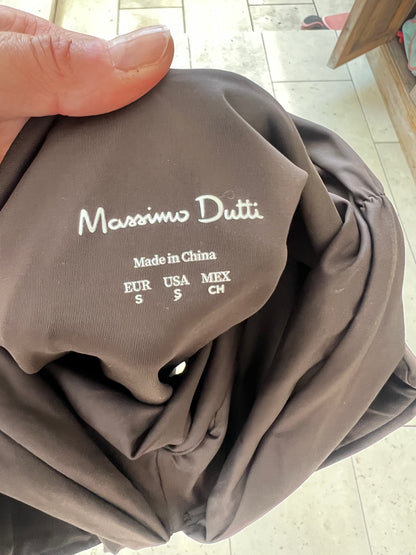 Massimo Dutti
Made in China
EUR USA MEX
S S CH